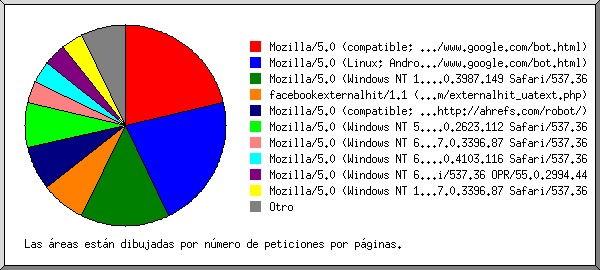 Mozilla/5.0 (compatible; .../www.google.com/bot.html)
Mozilla/5.0 (Linux; Andro...www.google.com/bot.html)
Mozilla/5.0 (Windows NT 1....0.3987.149 Safari/537.36
facebookexternalhit/1.1 (...m/externalhit_uatext.php)
Mozilla/5.0 (compatible; ...http://ahrefs.com/robot/)
Mozilla/5.0 (Windows NT 5....0.2623.112 Safari/537.36
Mozilla/5.0 (Windows NT 6...7.0.3396.87 Safari/537.36
Mozilla/5.0 (Windows NT 6....0.4103.116 Safari/537.36
Mozilla/5.0 (Windows NT 6...i/537.36 OPR/55.0.2994.44
Mozilla/5.0 (Windows NT 1...7.0.3396.87 Safari/537.36
Otro
Las áreas están dibujadas por número de peticiones por páginas.